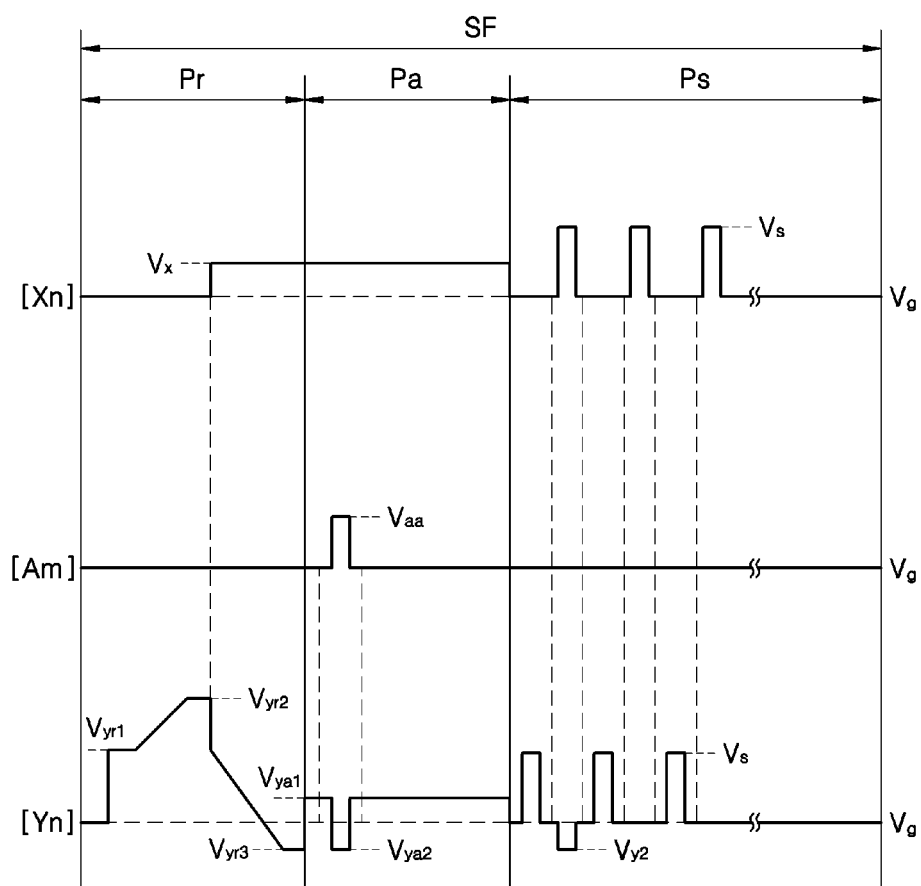 SF
Pr Pa Ps
Vs
Vx
[Xn] Vg
Vaa
[Am] Vg
Vyr2
Vyr1
Vs
Vya1
[Yn] Vg
Vyr3 Vya2 Vy2